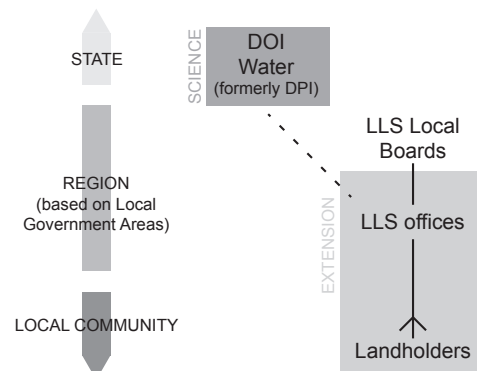 STATE
REGION
(based on Local
Government Areas)
LOCAL COMMUNITY
SCIENCE
DOI
Water
(formerly DPI)
LLS Local
Boards
EXTENSION
LLS offices
Landholders